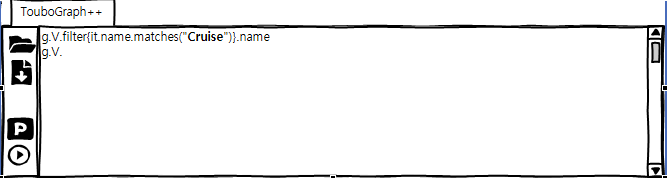 TouboGraph++
g.V.filter{it.name.matches("Cruise")}.name
g.V.
P